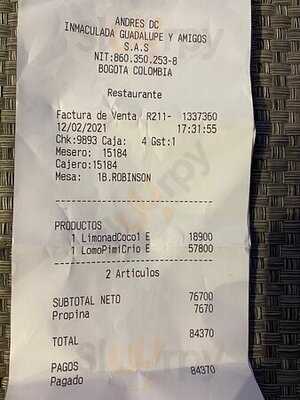 ANDRES DC
INMACULADA GUADALUPE Y AMIGOS
S.A.S
NIT:860.350.253-8
BOGOTA COLOMBIA
Restaurante
Factura de Venta R211- 1337360
12/02/2021 17:31:55
Chk:9893 Caja: 4 Gst:1
Mesero: 15184
Cajero:15184
Mesa: 1B.ROBINSON
PRODUCTOS
1 LimonadCoco1 E 18900
1 LomoPimiCrio E 57800
2 Articulos
SUBTOTAL NETO 76700
Propina 7670
TOTAL 84370
PAGOS
Pagado 84370